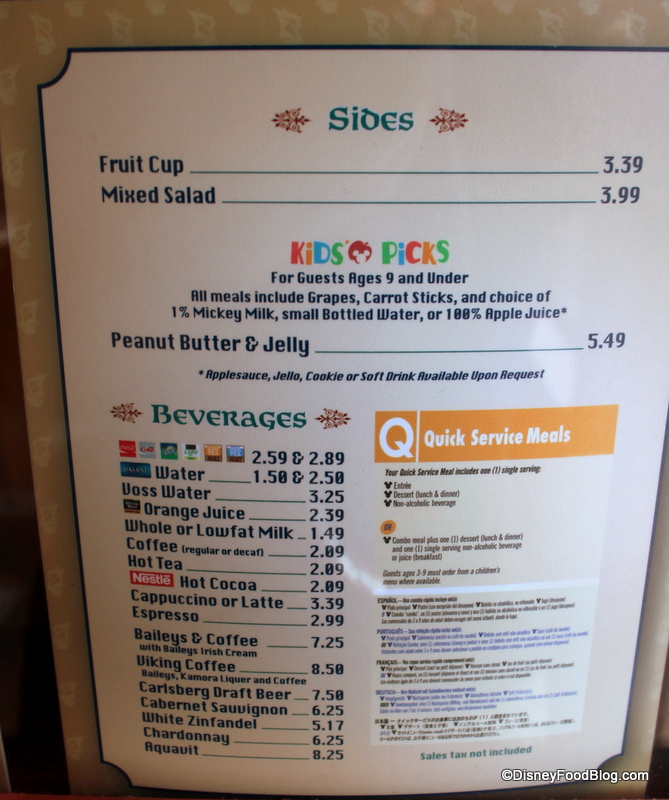 Sides
Fruit Cup 3.39
Mixed Salad 3.99
KiDS' PiCKS
For Guests Ages 9 and Under
All meals include Grapes, Carrot Sticks, and choice of
1% Mickey Milk, small Bottled Water, or 100% Apple Juice*
Peanut Butter & Jelly 5.49
*Applesauce, Jello, Cookie or Soft Drink Available Upon Request
Beverages
2.59 & 2.89
Water 1.50 & 2.50
Voss Water 3.25
Orange Juice 2.39
Whole or Lowfat Milk 1.49
Coffee (regular or decaf) 2.09
Hot Tea 2.09
Nestlé Hot Cocoa 2.09
Cappuccino or Latte 3.39
Espresso 2.99
Baileys & Coffee 7.25
with Baileys Irish Cream
Viking Coffee 8.50
Baileys, Kamora Liquer and Coffee
Carlsberg Draft Beer 7.50
Cabernet Sauvignon 6.25
White Zinfandel 5.17
Chardonnay 6.25
Aquavit 8.25
Q Quick Service Meals
Your Quick Service Meal includes one (1) single serving:
Entrée
Dessert (lunch & dinner)
Non-alcoholic beverage
or
Combo meal plus one (1) dessert (lunch & dinner)
and one (1) single serving non-alcoholic beverage
or juice (breakfast)
Guests ages 3-9 must order from a children's
menu where available.
ESPAÑOL
PORTUGUÊS
FRANÇAIS
DEUTSCH
日本語
Sales tax not included
©DisneyFoodBlog.com